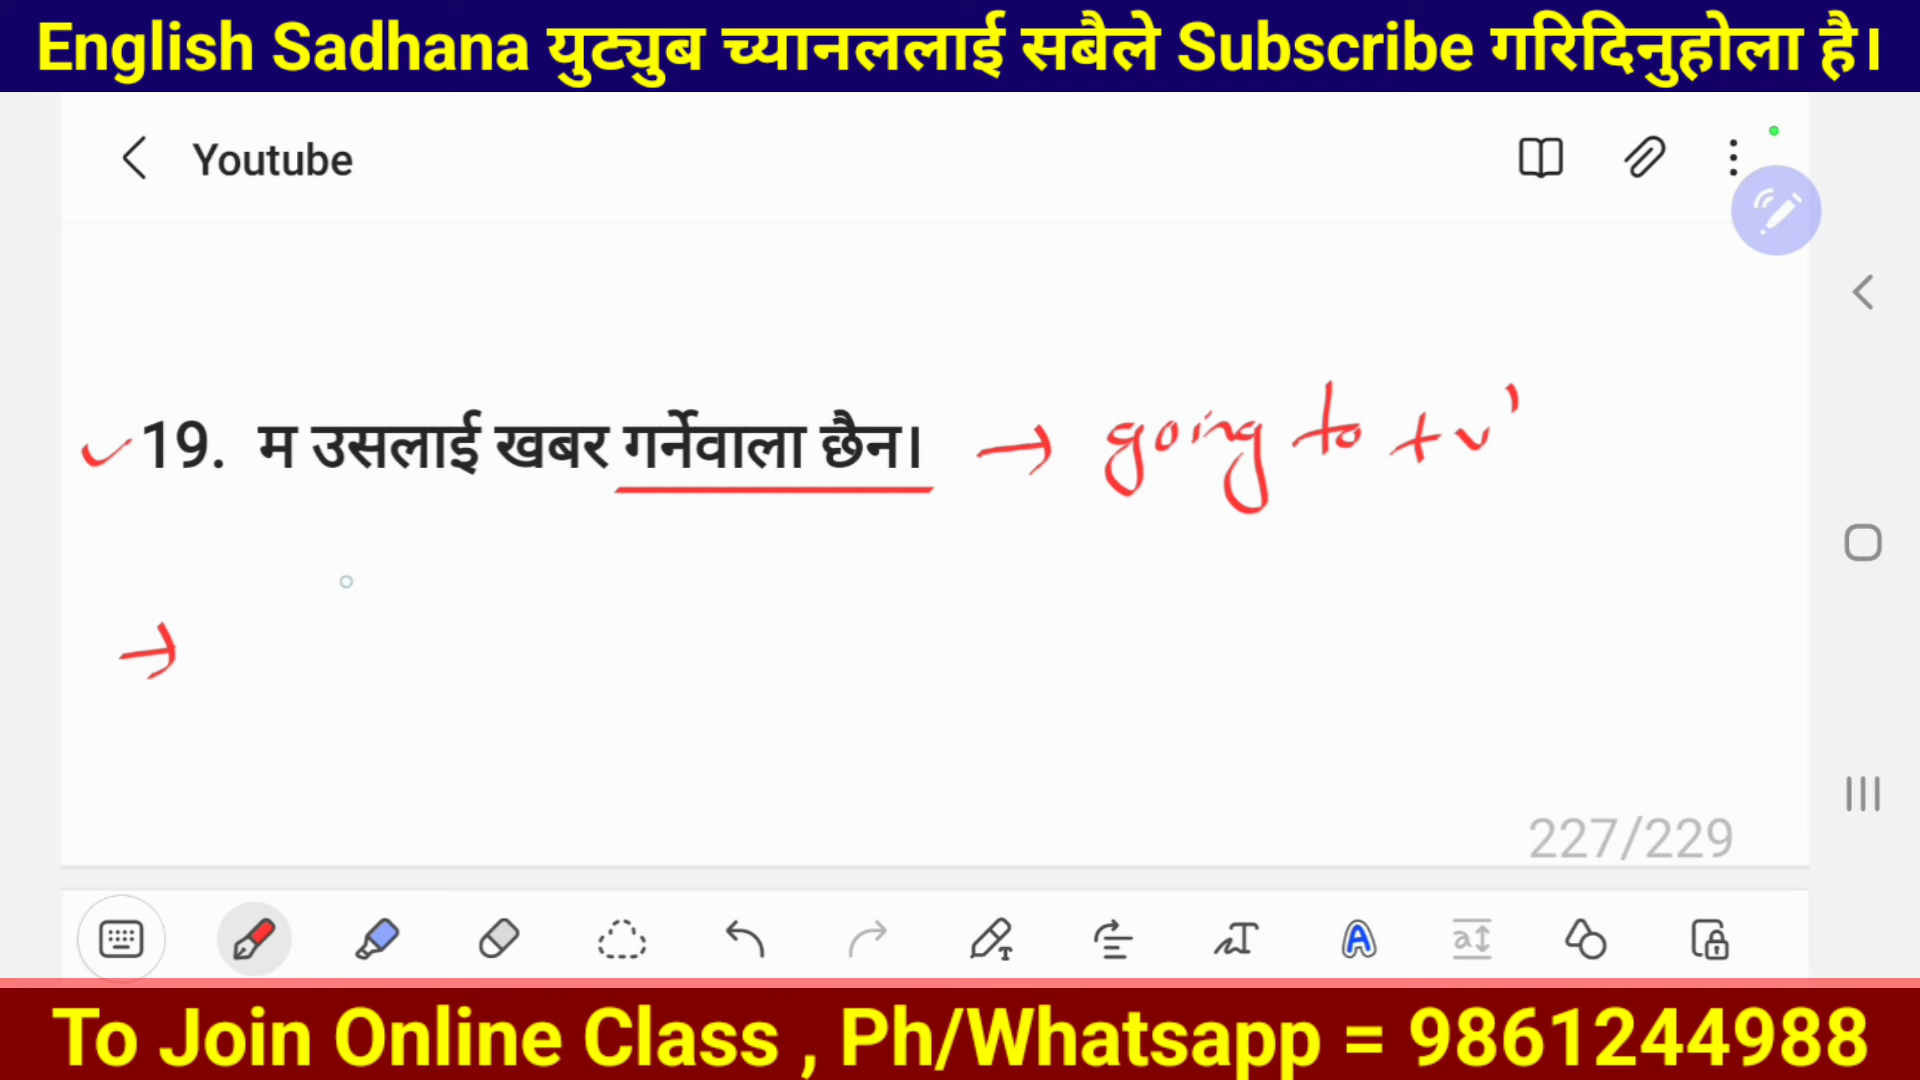 English Sadhana युट्युब च्यानललाई सबैले Subscribe गरिदिनुहोला है।
Youtube
19. म उसलाई खबर गर्नेवाला छैन। → going to + v¹
→
227/229
To Join Online Class , Ph/Whatsapp = 9861244988